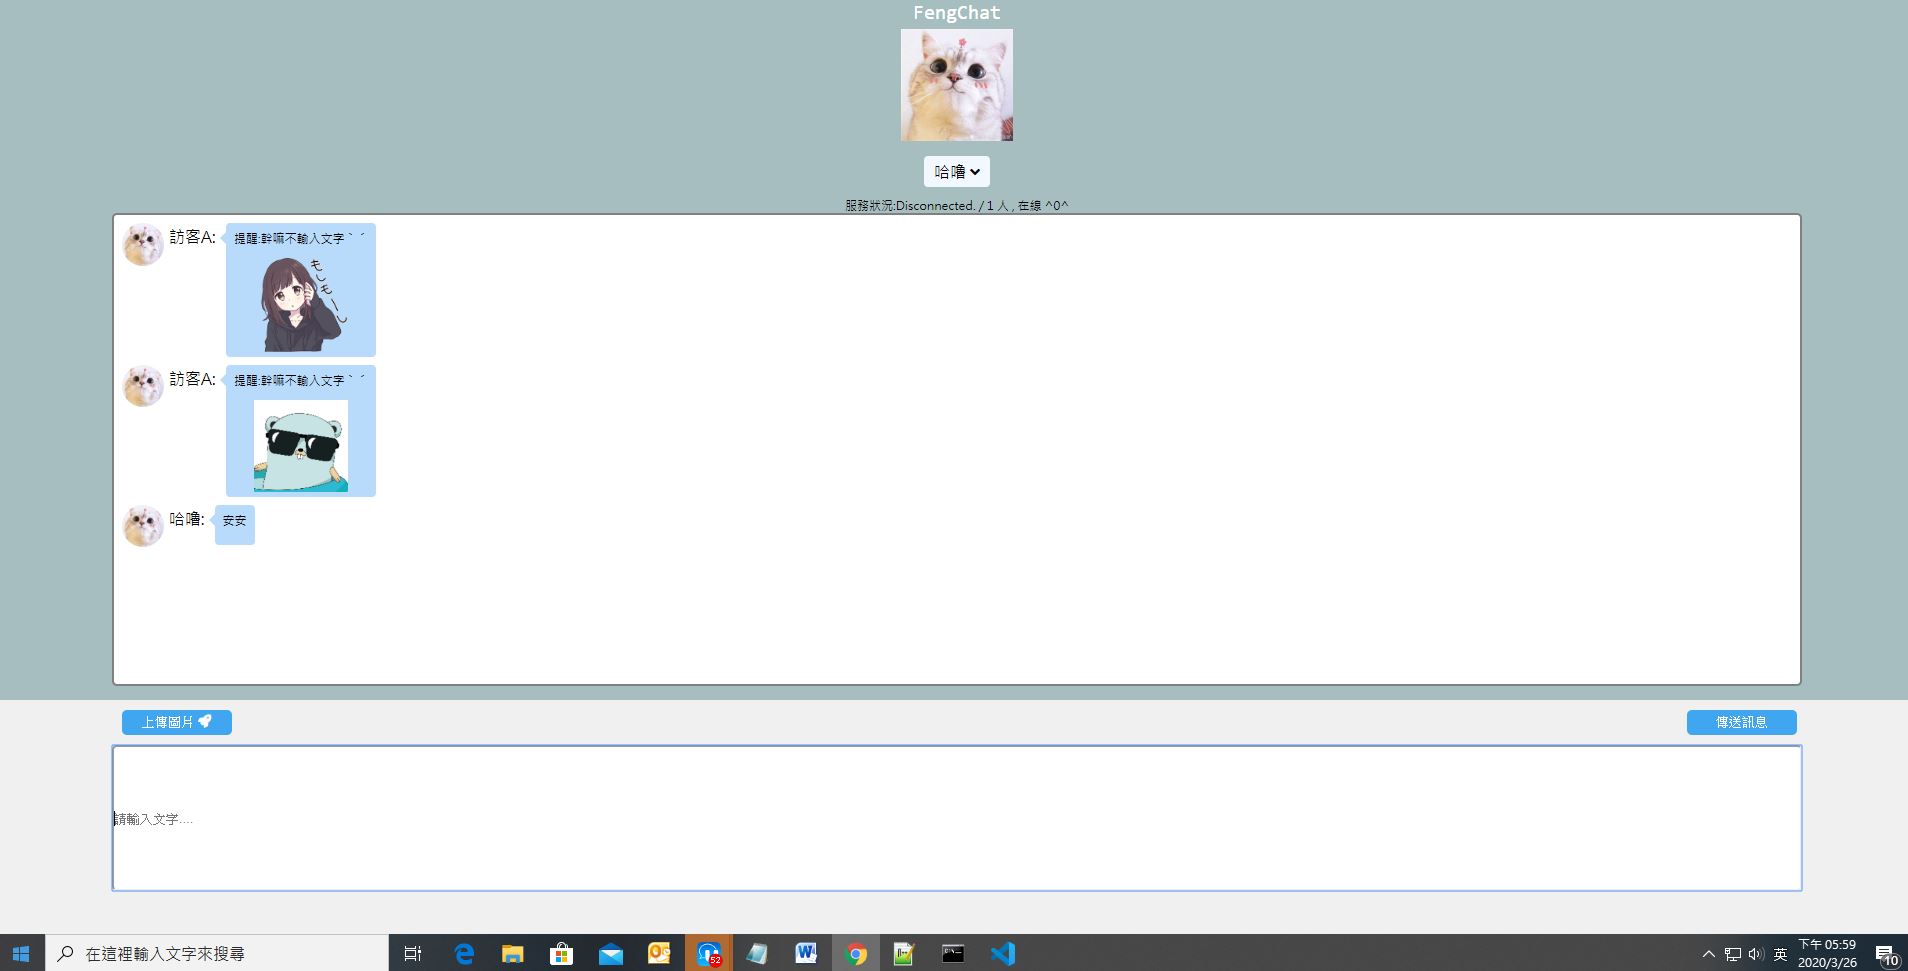 FengChat
哈嚕
服務狀況:Disconnected. / 1 人 , 在線 ^0^
訪客A:
提醒:幹嘛不輸入文字｀ˊ
もしもーし
訪客A:
提醒:幹嘛不輸入文字｀ˊ
哈嚕:
安安
上傳圖片
傳送訊息
請輸入文字....
在這裡輸入文字來搜尋
52
英
下午 05:59
2020/3/26
10